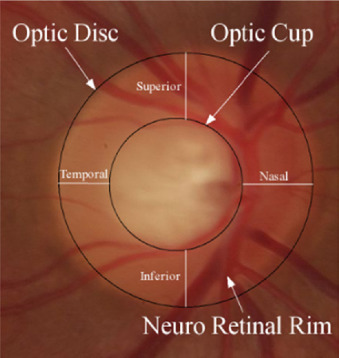 Optic Disc
Optic Cup
Superior
Temporal
Nasal
Inferior
Neuro Retinal Rim